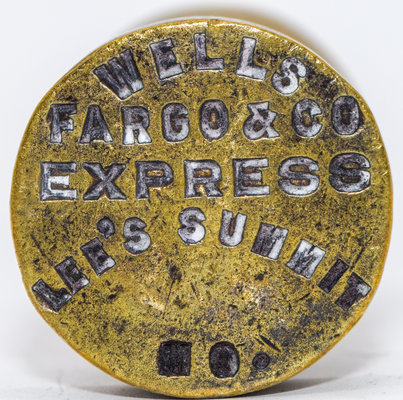 WELLS
FARGO & CO
EXPRESS
LEE'S SUMMIT
MO.